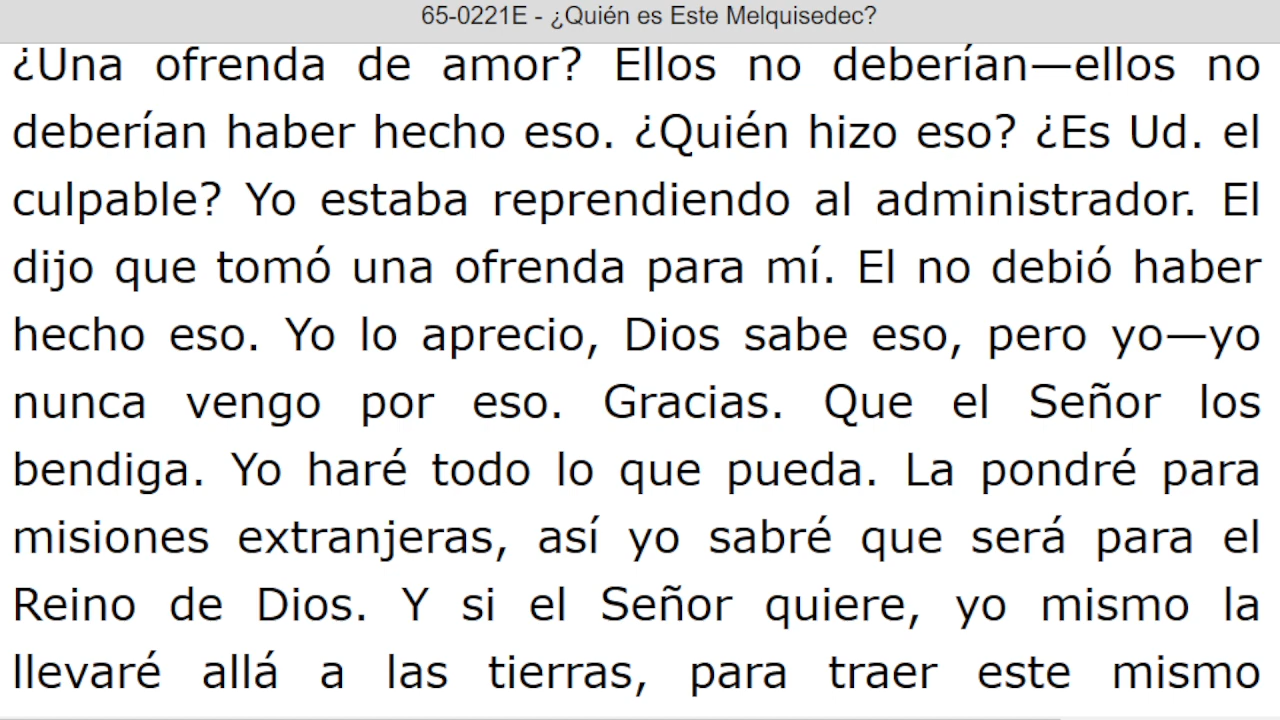 65-0221E - ¿Quién es Este Melquisedec?
¿Una ofrenda de amor? Ellos no deberían—ellos no
deberían haber hecho eso. ¿Quién hizo eso? ¿Es Ud. el
culpable? Yo estaba reprendiendo al administrador. El
dijo que tomó una ofrenda para mí. El no debió haber
hecho eso. Yo lo aprecio, Dios sabe eso, pero yo—yo
nunca vengo por eso. Gracias. Que el Señor los
bendiga. Yo haré todo lo que pueda. La pondré para
misiones extranjeras, así yo sabré que será para el
Reino de Dios. Y si el Señor quiere, yo mismo la
llevaré allá a las tierras, para traer este mismo